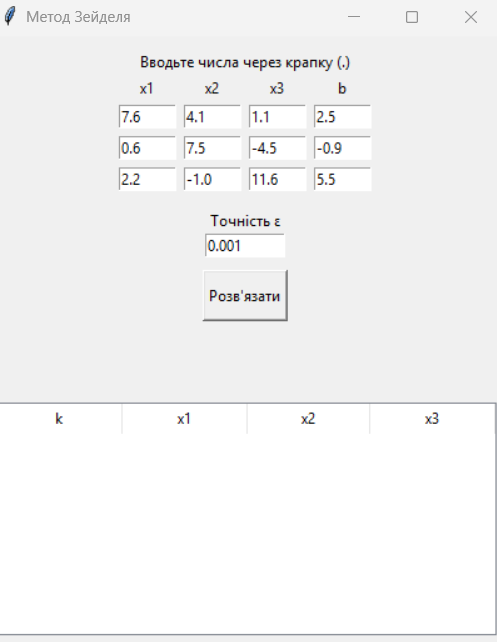 Метод Зейделя
Вводьте числа через крапку (.)
x1 x2 x3 b
7.6 4.1 1.1 2.5
0.6 7.5 -4.5 -0.9
2.2 -1.0 11.6 5.5
Точність ε
0.001
Розв'язати
k x1 x2 x3